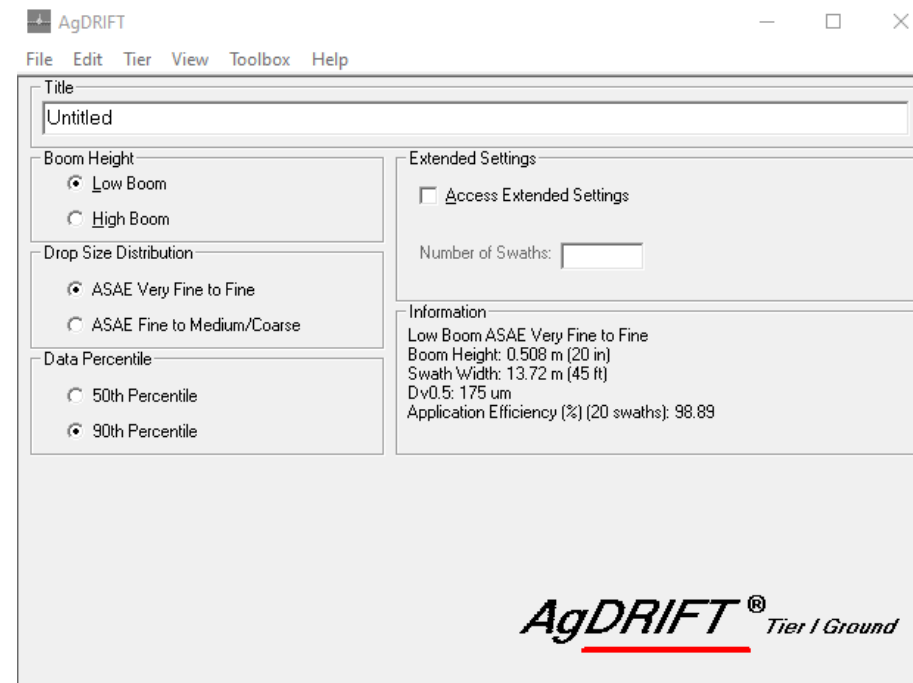 AgDRIFT
File Edit Tier View Toolbox Help
Title
Untitled
Boom Height
Low Boom
High Boom
Drop Size Distribution
ASAE Very Fine to Fine
ASAE Fine to Medium/Coarse
Data Percentile
50th Percentile
90th Percentile
Extended Settings
Access Extended Settings
Number of Swaths:
Information
Low Boom ASAE Very Fine to Fine
Boom Height: 0.508 m (20 in)
Swath Width: 13.72 m (45 ft)
Dv0.5: 175 um
Application Efficiency (%) (20 swaths): 98.89
AgDRIFT ® Tier I Ground